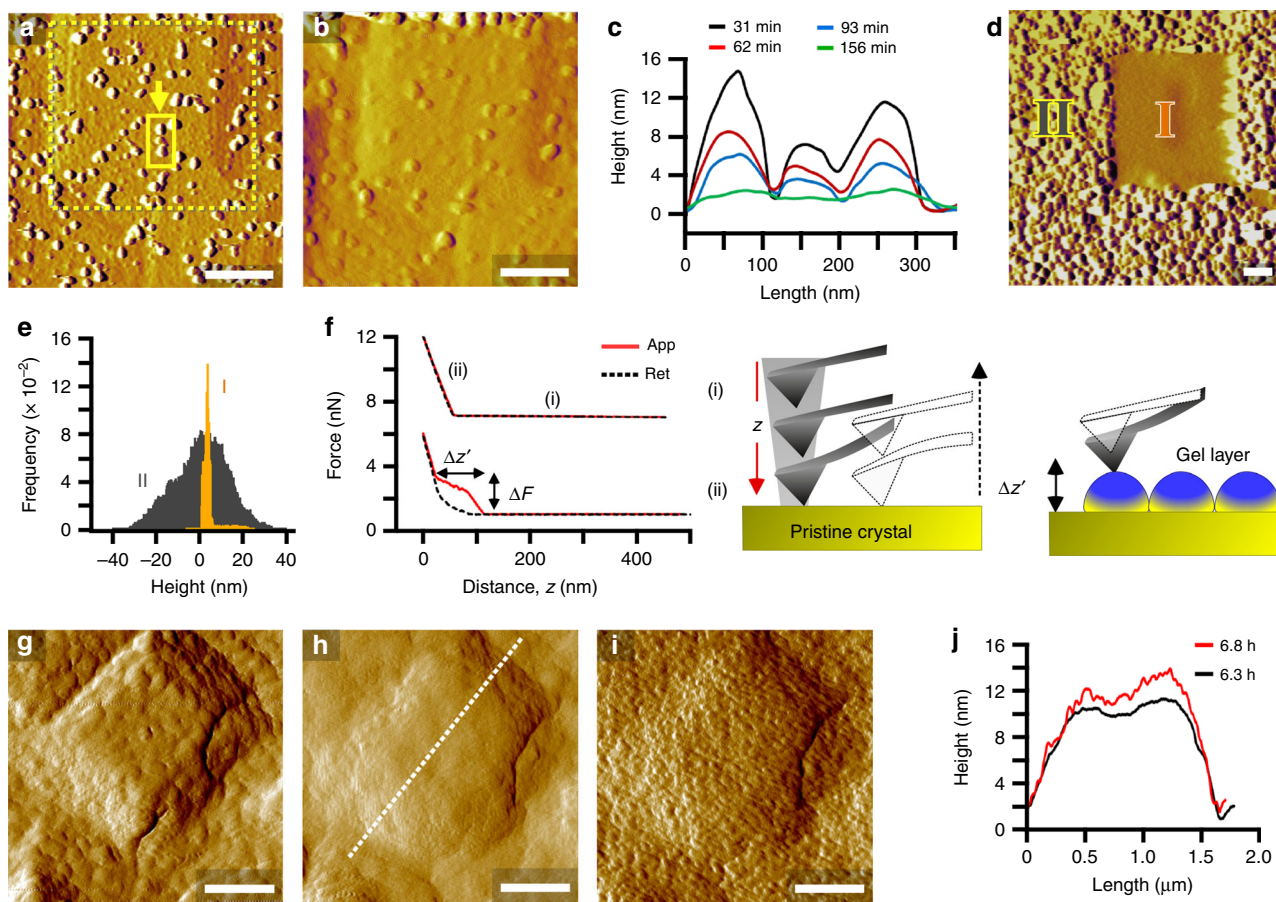 a
b
c
31 min
93 min
62 min
156 min
16
12
8
4
0
Height (nm)
0
100
200
300
Length (nm)
d
II
I
e
16
12
8
4
0
Frequency (× 10⁻²)
I
II
−40
−20
0
20
40
Height (nm)
f
12
8
4
0
Force (nN)
App
Ret
(ii)
(i)
Δz′
ΔF
0
200
400
Distance, z (nm)
(i)
z
(ii)
Pristine crystal
Δz′
Gel layer
g
h
i
j
6.8 h
6.3 h
16
12
8
4
0
Height (nm)
0
0.5
1.0
1.5
2.0
Length (μm)